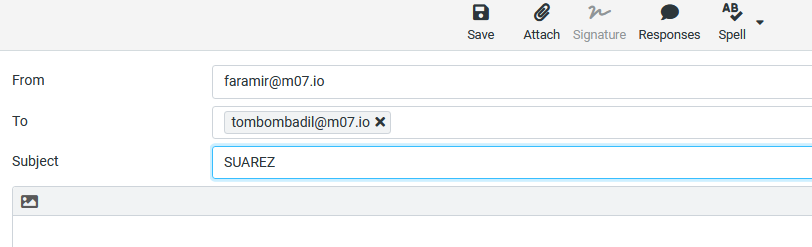 Save Attach Signature Responses Spell
From faramir@m07.io
To tombombadil@m07.io
Subject SUAREZ